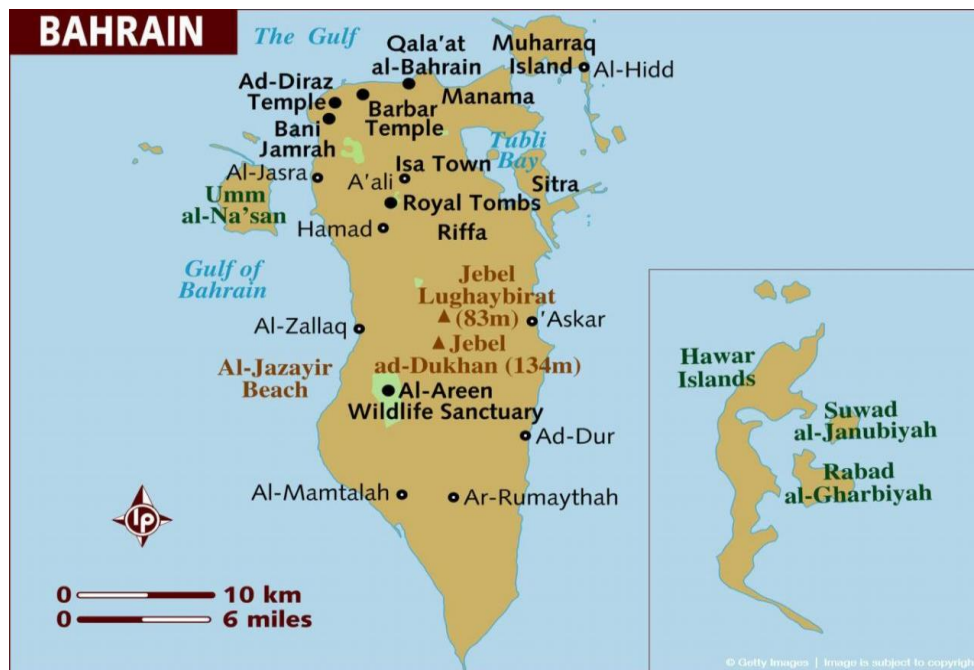 BAHRAIN
The Gulf
Qala'at
al-Bahrain
Muharraq
Island
Al-Hidd
Ad-Diraz
Temple
Barbar
Temple
Manama
Bani
Jamrah
Tubli
Bay
Al-Jasra
A'ali
Isa Town
Sitra
Umm
al-Na'san
Royal Tombs
Hamad
Riffa
Gulf of
Bahrain
Jebel
Lughaybirat
(83m)
'Askar
Al-Zallaq
Jebel
ad-Dukhan (134m)
Al-Jazayir
Beach
Al-Areen
Wildlife Sanctuary
Ad-Dur
Al-Mamtalah
Ar-Rumaythah
Hawar
Islands
Suwad
al-Janubiyah
Rabad
al-Gharbiyah
lp
0 10 km
0 6 miles
© Getty Images | Image is subject to copyright